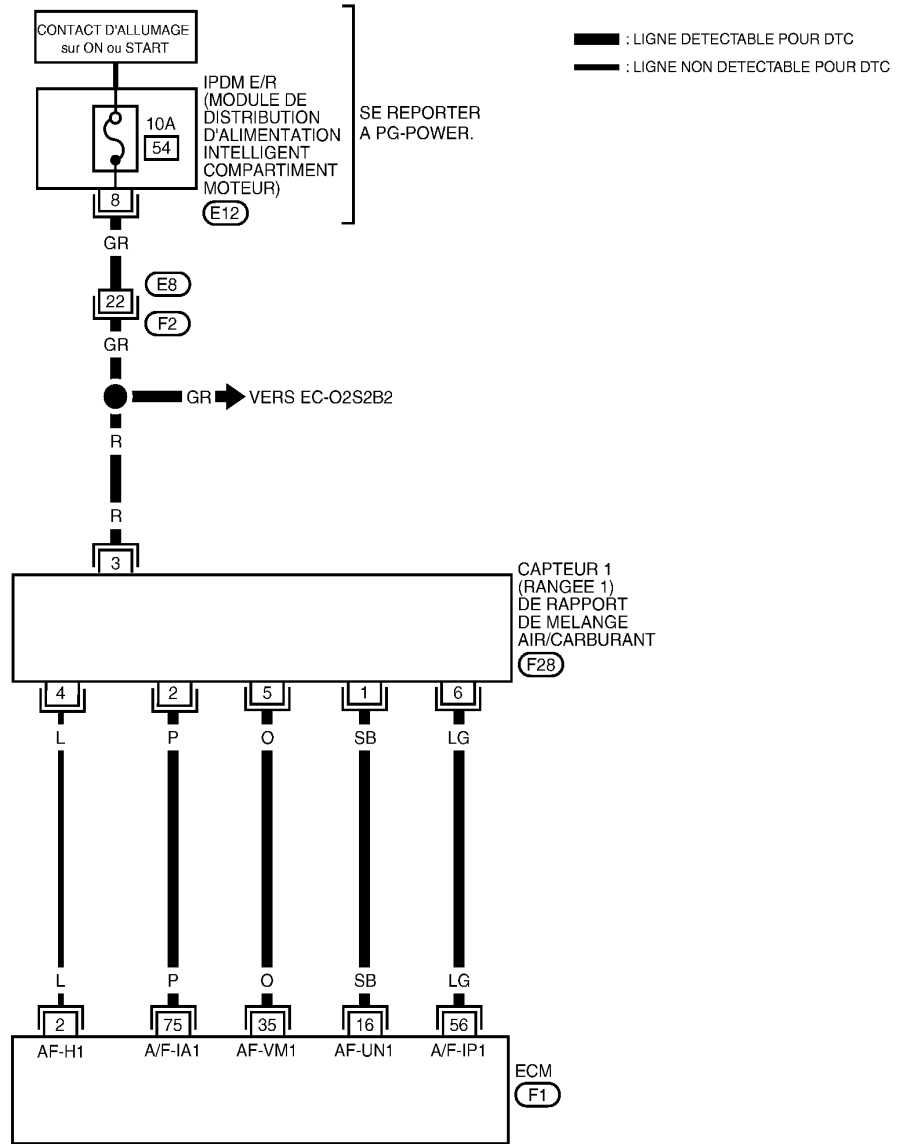 CONTACT D'ALLUMAGE
sur ON ou START
: LIGNE DETECTABLE POUR DTC
: LIGNE NON DETECTABLE POUR DTC
IPDM E/R
(MODULE DE
DISTRIBUTION
D'ALIMENTATION
INTELLIGENT
COMPARTIMENT
MOTEUR)
E12
10A
54
SE REPORTER
A PG-POWER.
8
GR
E8
22
F2
GR
GR VERS EC-O2S2B2
R
R
3
CAPTEUR 1
(RANGEE 1)
DE RAPPORT
DE MELANGE
AIR/CARBURANT
F28
4 2 5 1 6
L P O SB LG
L P O SB LG
2 75 35 16 56
AF-H1 A/F-IA1 AF-VM1 AF-UN1 A/F-IP1
ECM
F1